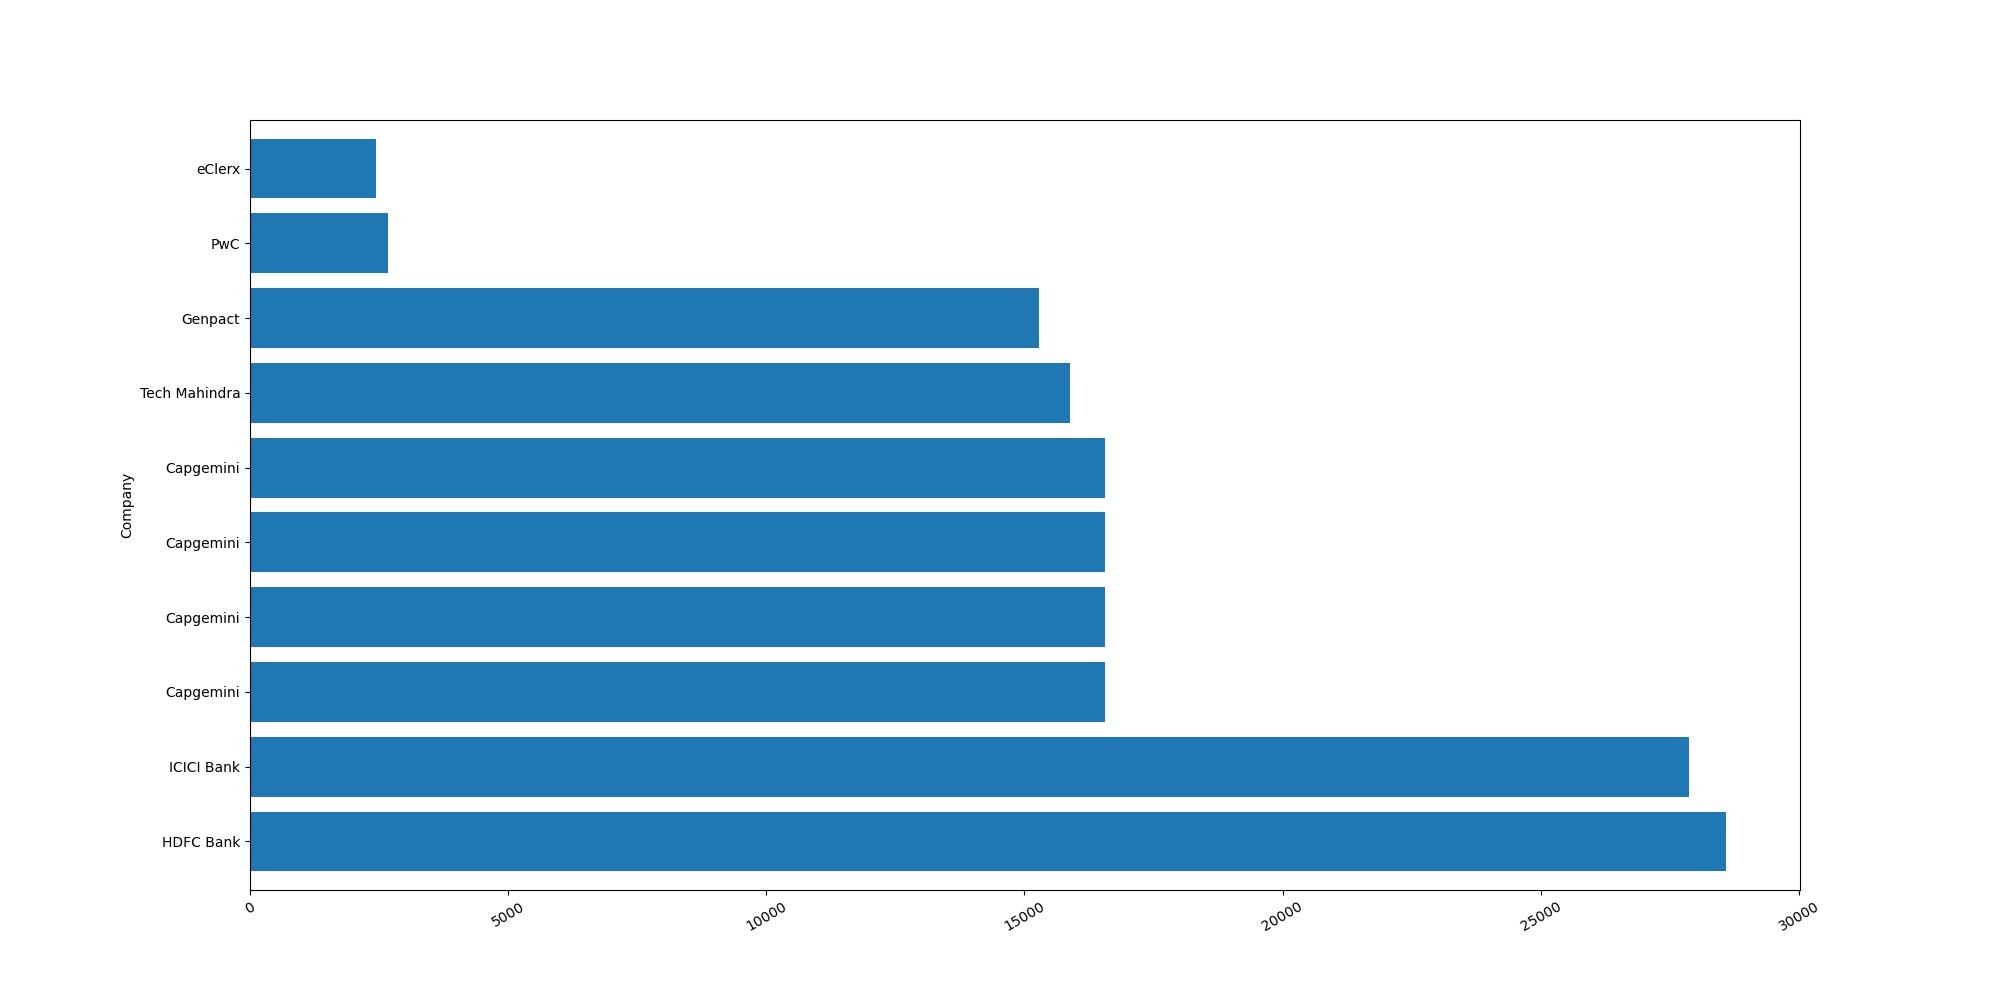 eClerx
PwC
Genpact
Tech Mahindra
Capgemini
Capgemini
Capgemini
Capgemini
ICICI Bank
HDFC Bank
Company
0
5000
10000
15000
20000
25000
30000